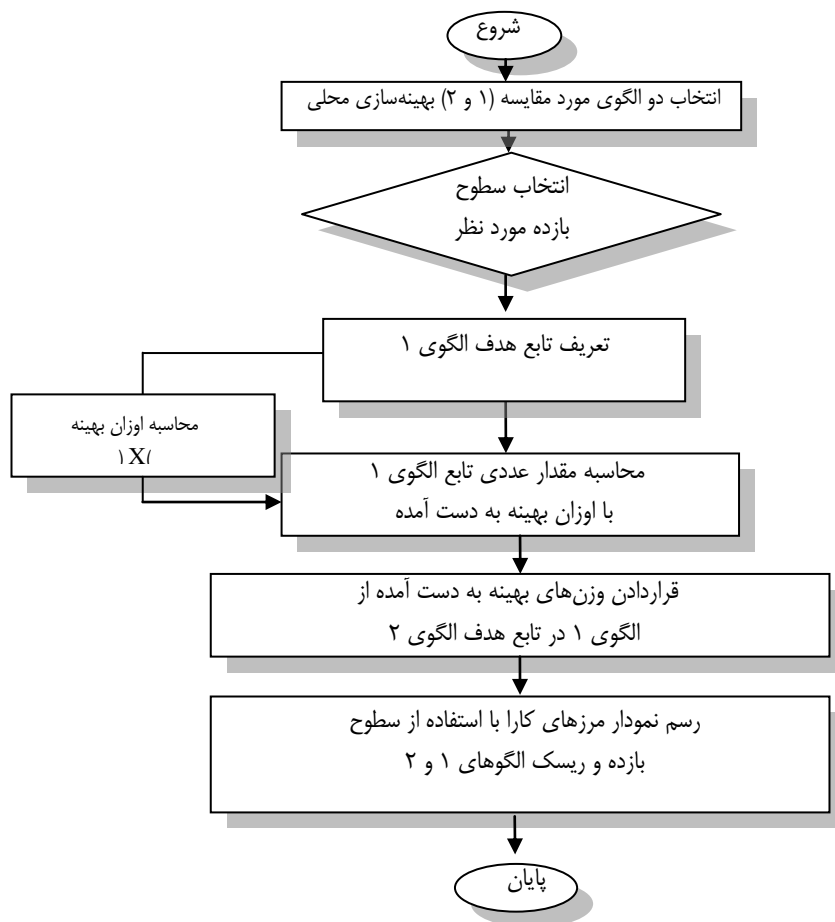 شروع
انتخاب دو الگوی مورد مقایسه (۱ و ۲) بهینه‌سازی محلی
انتخاب سطوح
بازده مورد نظر
تعریف تابع هدف الگوی ۱
محاسبه اوزان بهینه
(X۱)
محاسبه مقدار عددی تابع الگوی ۱
با اوزان بهینه به دست آمده
قراردادن وزن‌های بهینه به دست آمده از
الگوی ۱ در تابع هدف الگوی ۲
رسم نمودار مرزهای کارا با استفاده از سطوح
بازده و ریسک الگوهای ۱ و ۲
پایان